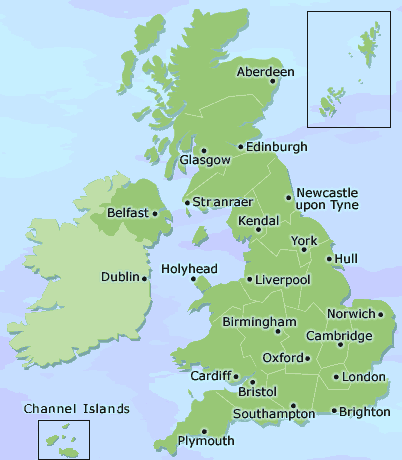 Aberdeen
Edinburgh
Glasgow
Stranraer
Newcastle
upon Tyne
Belfast
Kendal
York
Hull
Holyhead
Dublin
Liverpool
Norwich
Birmingham
Cambridge
Oxford
Cardiff
London
Bristol
Channel Islands
Southampton
Brighton
Plymouth